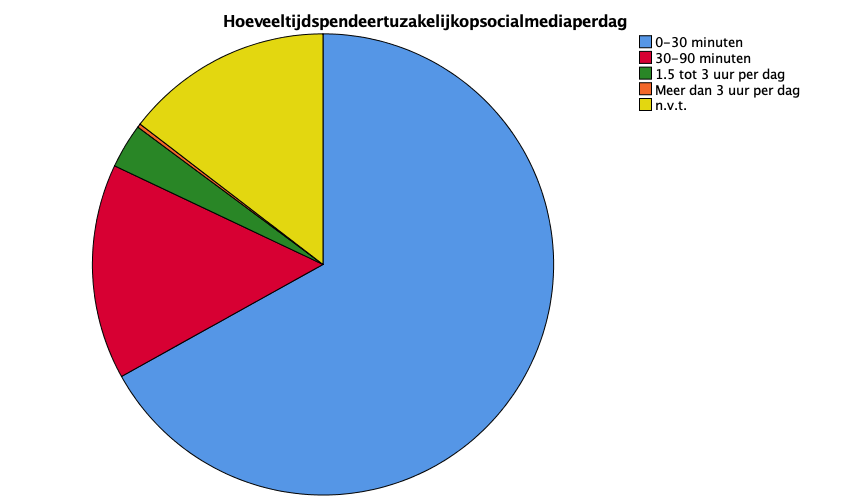 Hoeveeltijdspendeertuzakelijkopsocialmediaperdag
0-30 minuten
30-90 minuten
1.5 tot 3 uur per dag
Meer dan 3 uur per dag
n.v.t.